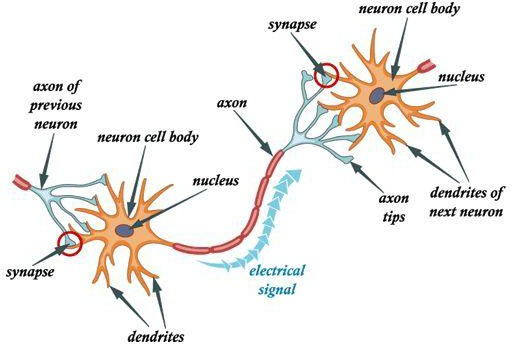 neuron cell body
synapse
nucleus
axon of
previous
neuron
axon
neuron cell body
nucleus
axon
tips
dendrites of
next neuron
synapse
electrical
signal
dendrites